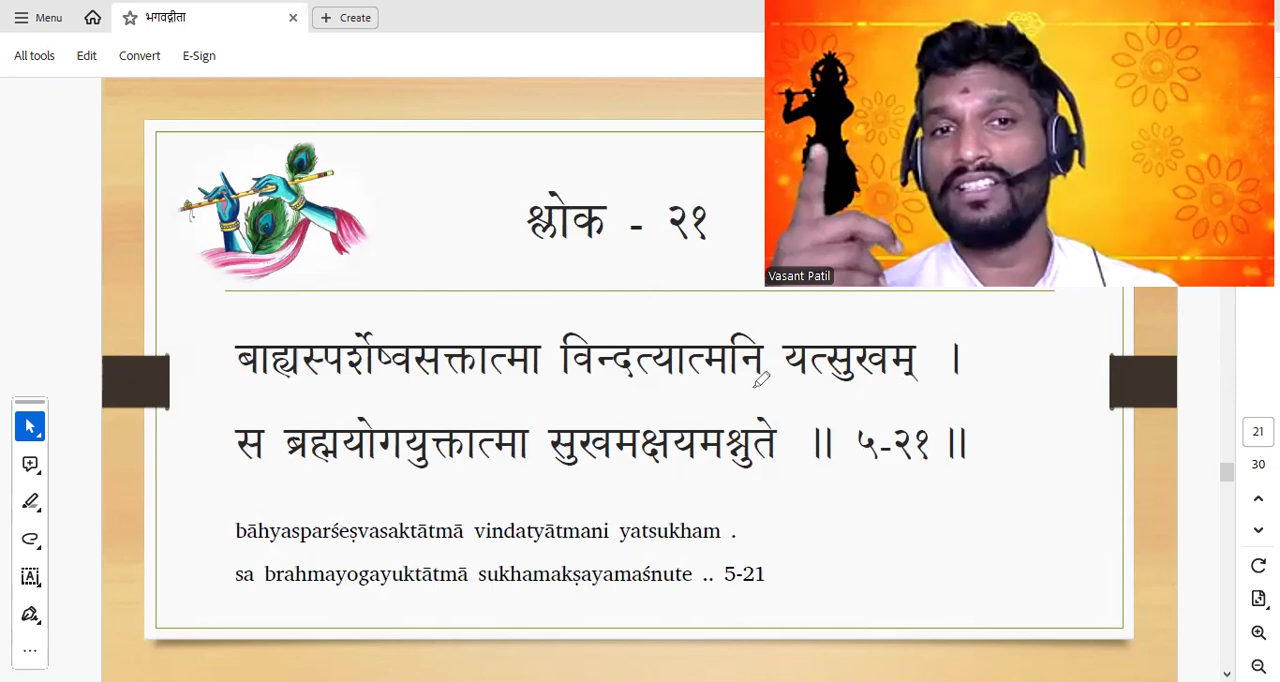 Menu
भगवद्गीता
Create
All tools Edit Convert E-Sign
Vasant Patil
श्लोक - २१
बाह्यस्पर्शेष्वसक्तात्मा विन्दत्यात्मनि यत्सुखम् ।
स ब्रह्मयोगयुक्तात्मा सुखमक्षयमश्नुते ॥ ५-२१ ॥
bāhyasparśeṣvasaktātmā vindatyātmani yatsukham .
sa brahmayogayuktātmā sukhamakṣayamaśnute .. 5-21
21
30